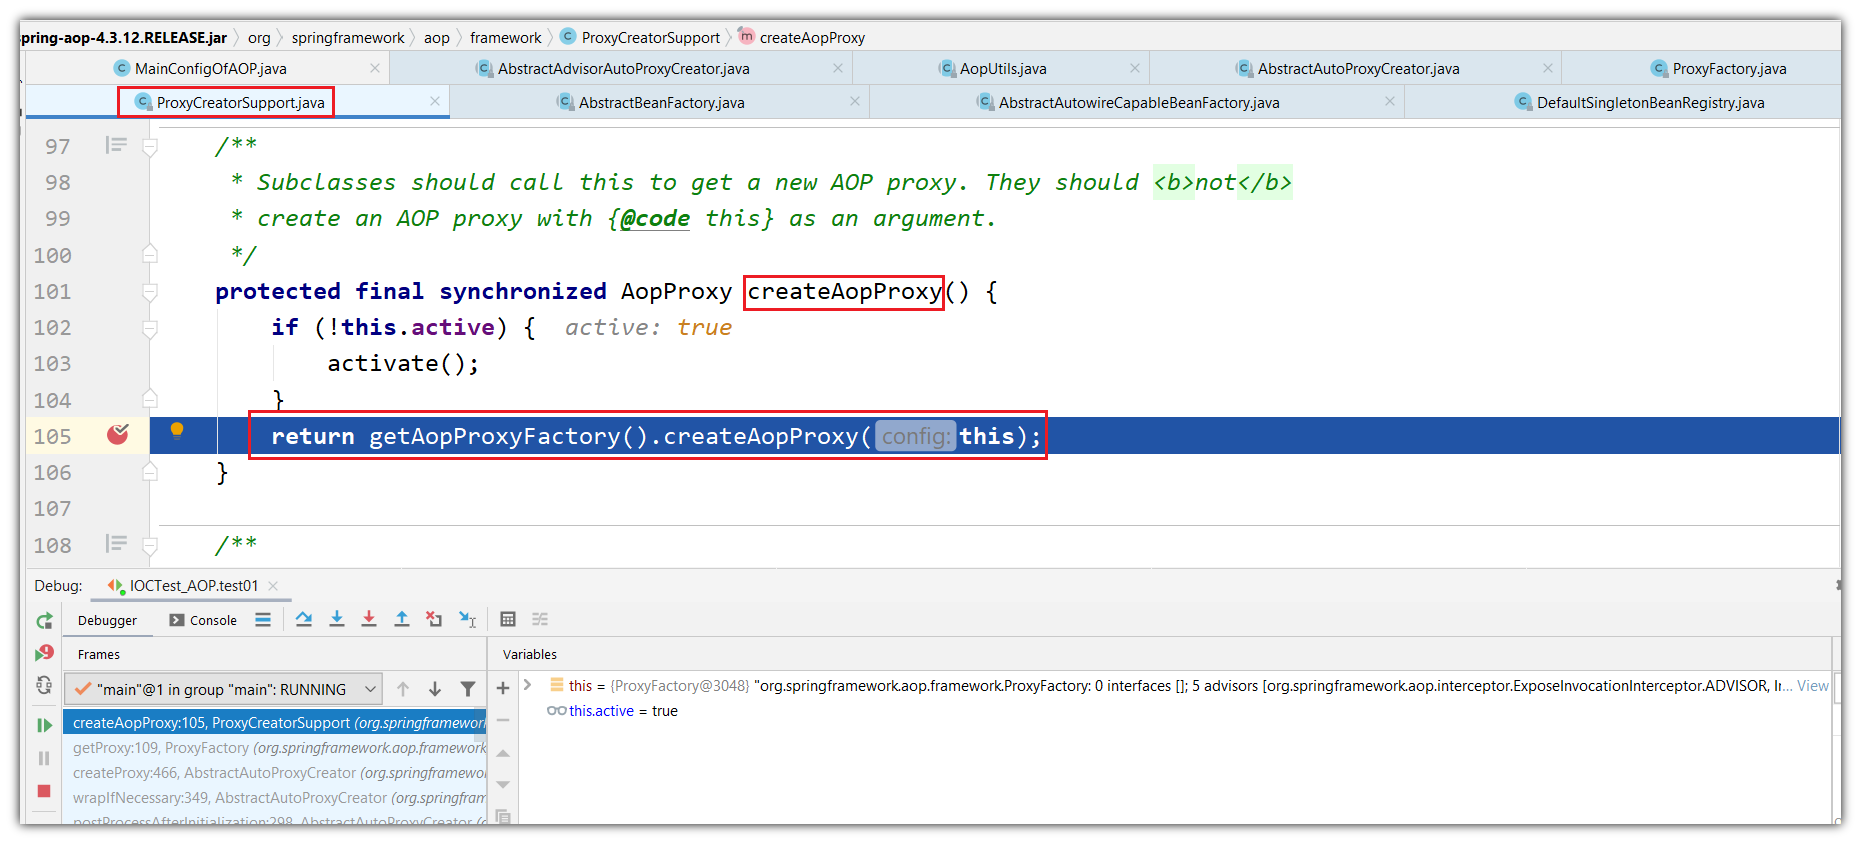 spring-aop-4.3.12.RELEASE.jar org springframework aop framework ProxyCreatorSupport createAopProxy
MainConfigOfAOP.java AbstractAdvisorAutoProxyCreator.java AopUtils.java AbstractAutoProxyCreator.java ProxyFactory.java
ProxyCreatorSupport.java AbstractBeanFactory.java AbstractAutowireCapableBeanFactory.java DefaultSingletonBeanRegistry.java
97 /**
98 * Subclasses should call this to get a new AOP proxy. They should <b>not</b>
99 * create an AOP proxy with {@code this} as an argument.
100 */
101 protected final synchronized AopProxy createAopProxy() {
102 if (!this.active) { active: true
103 activate();
104 }
105 return getAopProxyFactory().createAopProxy( config: this);
106 }
107
108 /**
Debug: IOCTest_AOP.test01
Debugger Console
Frames Variables
"main"@1 in group "main": RUNNING
this = {ProxyFactory@3048} "org.springframework.aop.framework.ProxyFactory: 0 interfaces []; 5 advisors [org.springframework.aop.interceptor.ExposeInvocationInterceptor.ADVISOR, Ir... View
this.active = true
createAopProxy:105, ProxyCreatorSupport (org.springframework
getProxy:109, ProxyFactory (org.springframework.aop.framework
createProxy:466, AbstractAutoProxyCreator (org.springframewo
wrapIfNecessary:349, AbstractAutoProxyCreator (org.springfram
postProcessAfterInitialization:298, AbstractAutoProxyCreator